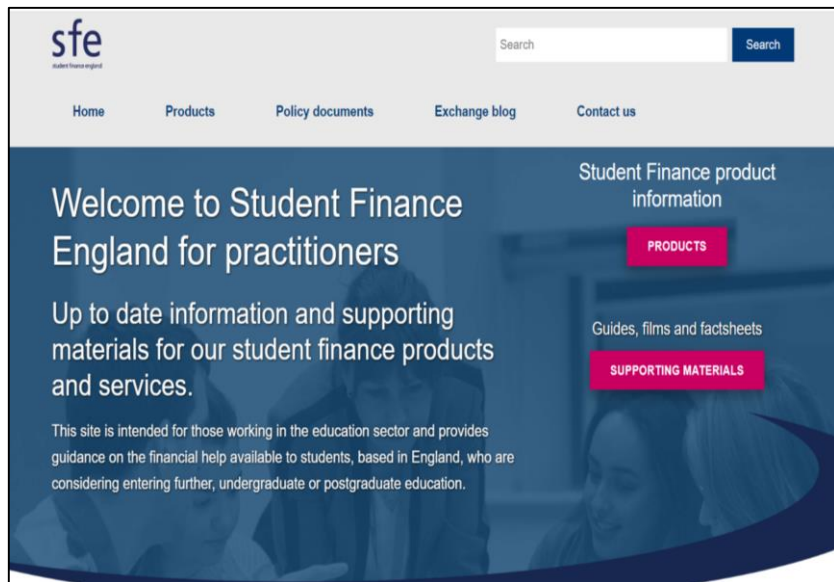 sfe
student finance england
Search
Search
Home Products Policy documents Exchange blog Contact us
Welcome to Student Finance
England for practitioners
Up to date information and supporting
materials for our student finance products
and services.
This site is intended for those working in the education sector and provides
guidance on the financial help available to students, based in England, who are
considering entering further, undergraduate or postgraduate education.
Student Finance product
information
PRODUCTS
Guides, films and factsheets
SUPPORTING MATERIALS